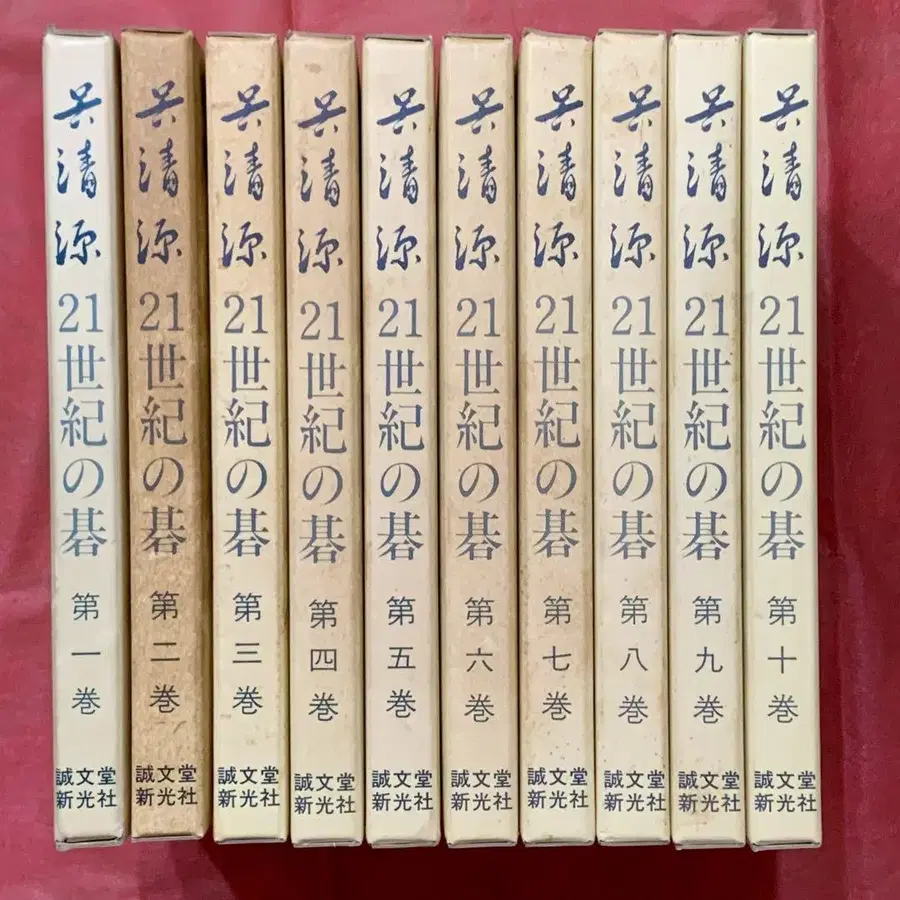 呉清源
21世紀の碁
第一巻
誠文堂
新光社
呉清源
21世紀の碁
第二巻
誠文堂
新光社
呉清源
21世紀の碁
第三巻
誠文堂
新光社
呉清源
21世紀の碁
第四巻
誠文堂
新光社
呉清源
21世紀の碁
第五巻
誠文堂
新光社
呉清源
21世紀の碁
第六巻
誠文堂
新光社
呉清源
21世紀の碁
第七巻
誠文堂
新光社
呉清源
21世紀の碁
第八巻
誠文堂
新光社
呉清源
21世紀の碁
第九巻
誠文堂
新光社
呉清源
21世紀の碁
第十巻
誠文堂
新光社